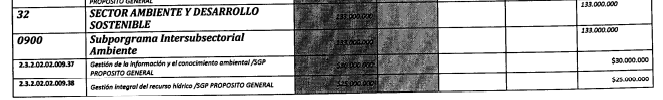 PROPOSITO GENERAL
133.000.000
32 SECTOR AMBIENTE Y DESARROLLO SOSTENIBLE 133.000.000
0900 Subporgrama Intersubsectorial Ambiente 133.000.000 133.000.000
2.3.2.02.02.009.37 Gestión de la información y el conocimiento ambiental /SGP PROPOSITO GENERAL $30.000.000 $30.000.000
2.3.2.02.02.009.38 Gestión integral del recurso hídrico /SGP PROPOSITO GENERAL $25.000.000 $25.000.000